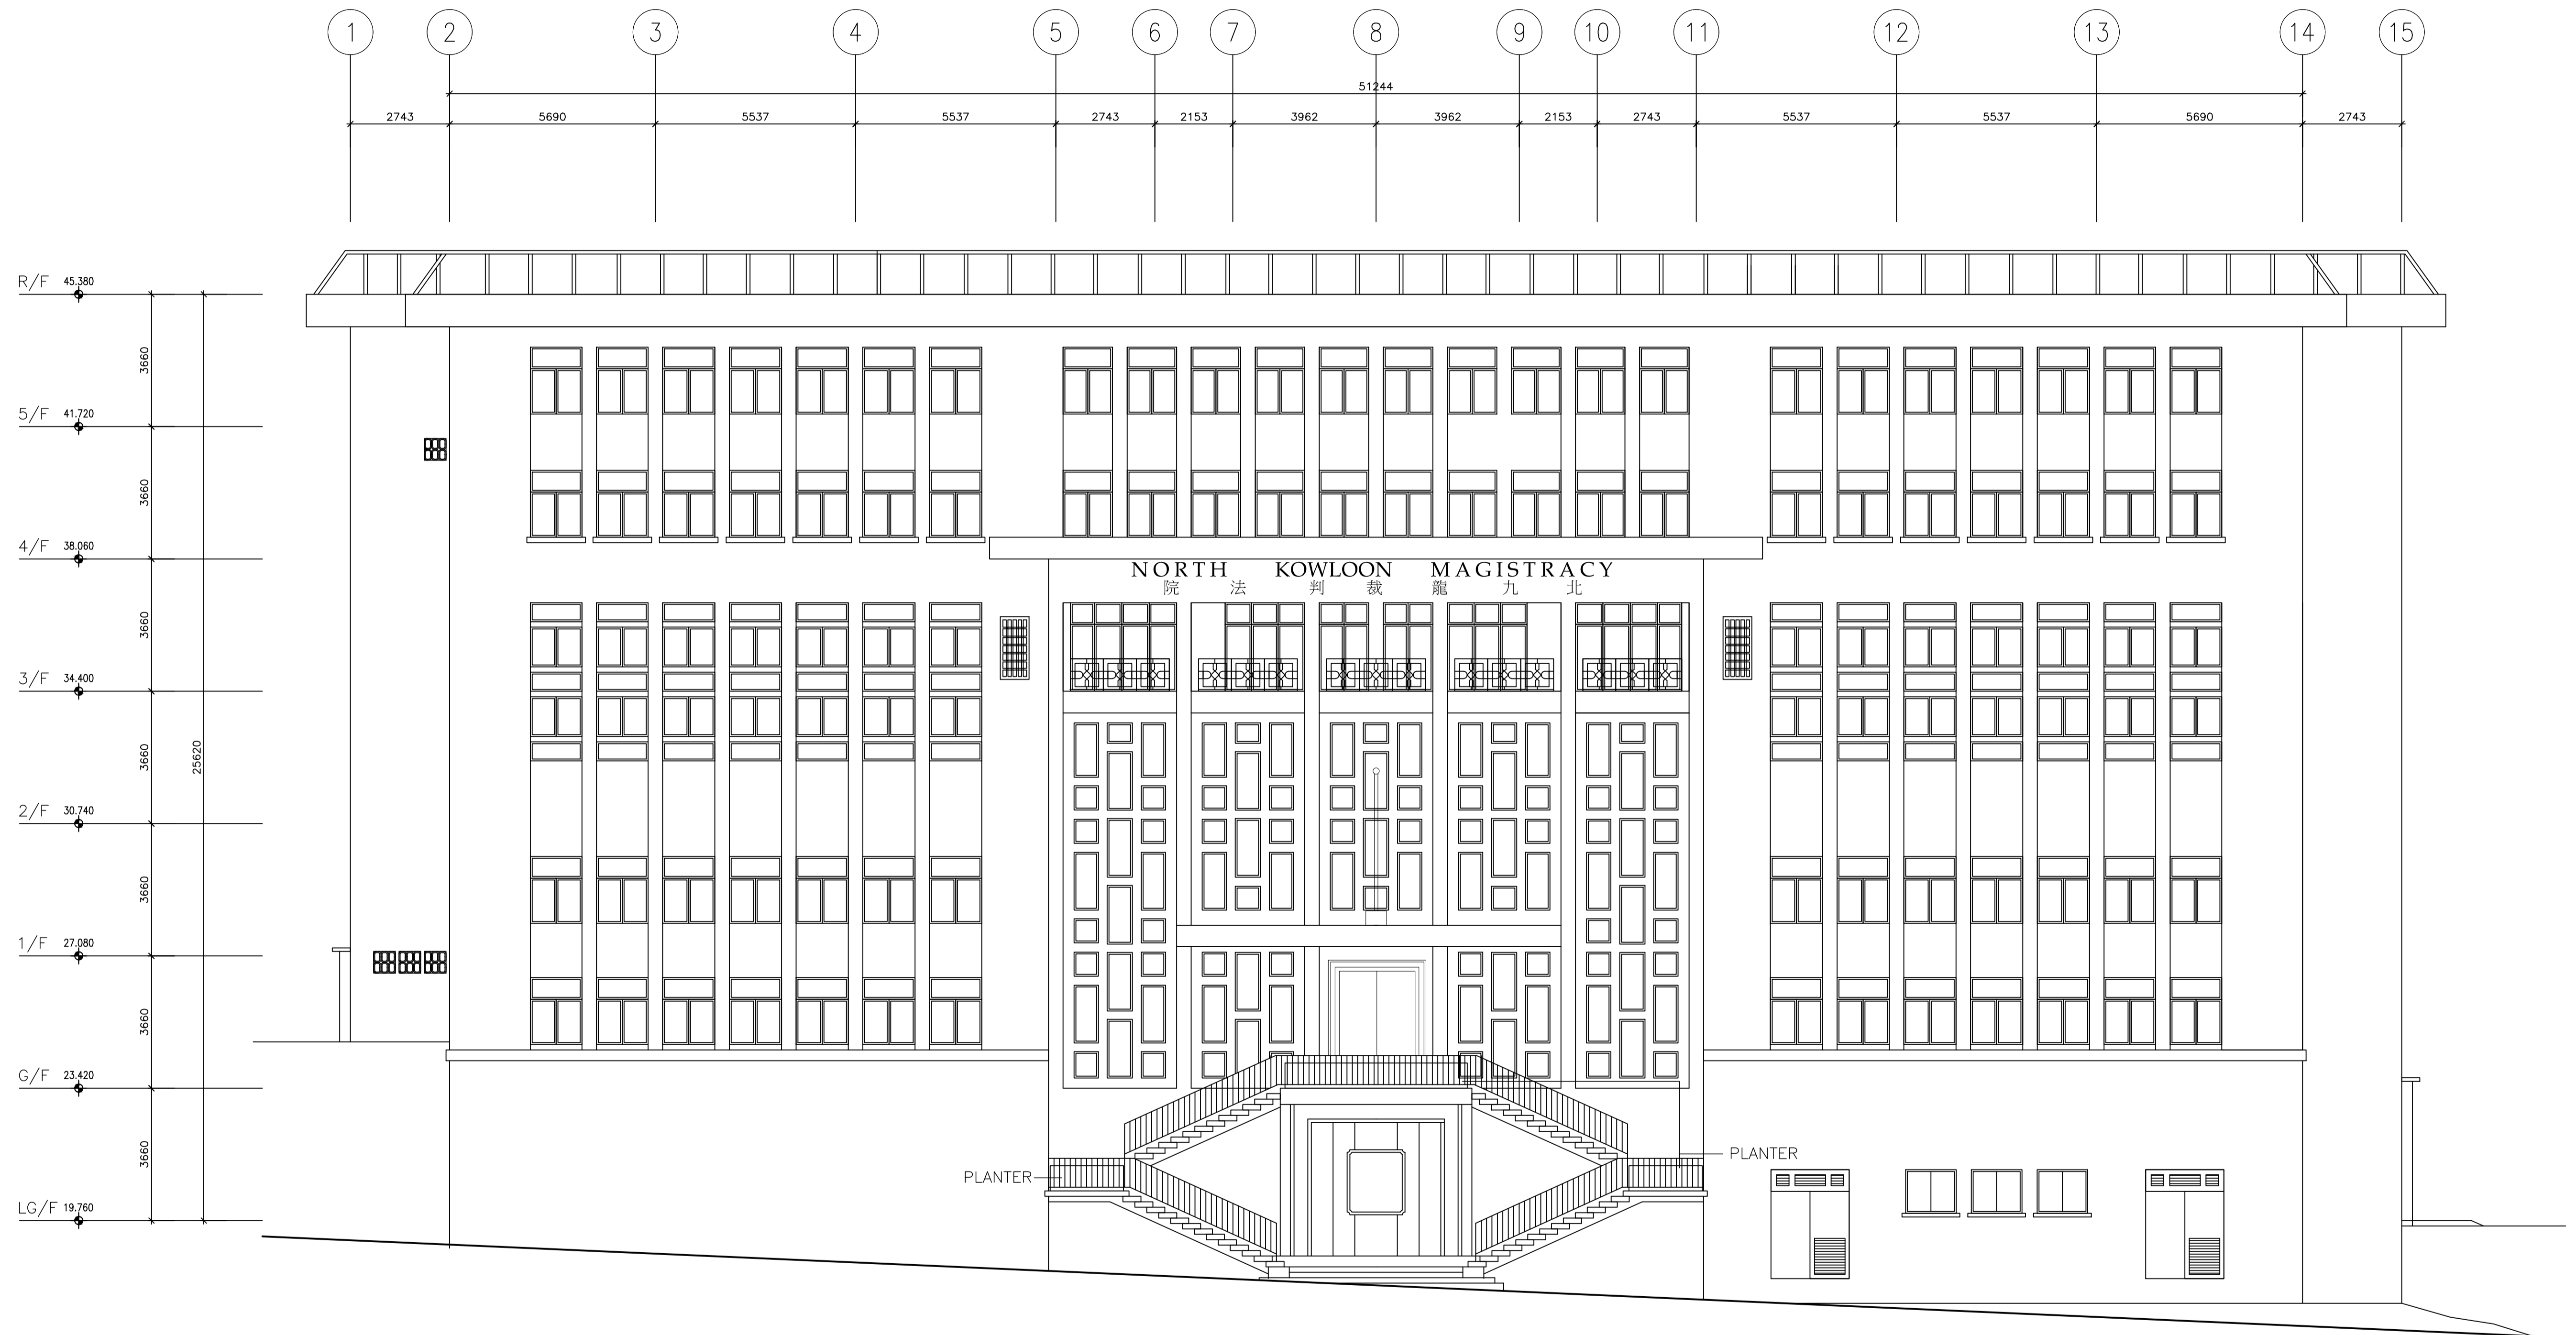 1 2 3 4 5 6 7 8 9 10 11 12 13 14 15
51244
2743 5690 5537 5537 2743 2153 3962 3962 2153 2743 5537 5537 5690 2743
R/F 45.380
3660
5/F 41.720
3660
4/F 38.060
NORTH KOWLOON MAGISTRACY
院法判裁龍九北
3660
3/F 34.400
3660
25620
2/F 30.740
3660
1/F 27.080
3660
G/F 23.420
3660
PLANTER
PLANTER
LG/F 19.760